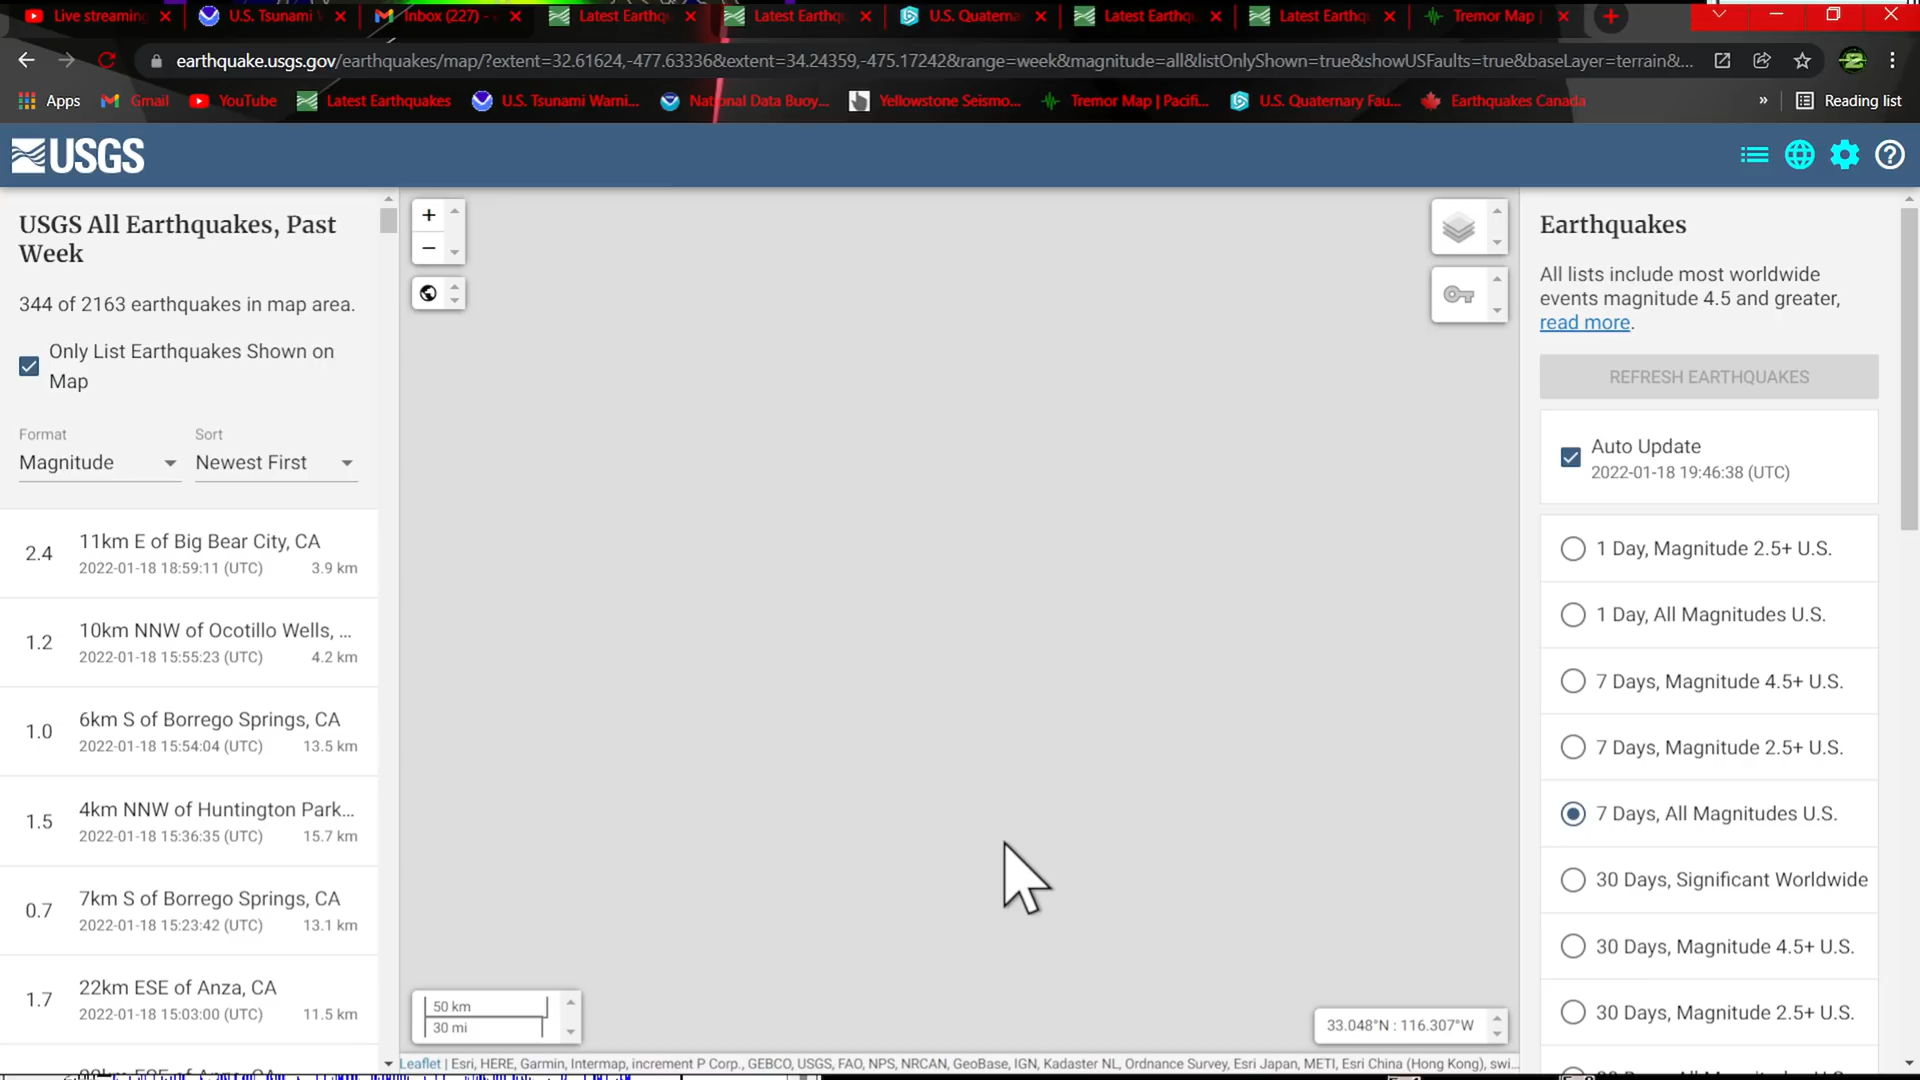 Live streaming
U.S. Tsunami
Inbox (227) -
Latest Earthqu
Latest Earthqu
U.S. Quaterna
Latest Earthqu
Latest Earthqu
Tremor Map |
earthquake.usgs.gov/earthquakes/map/?extent=32.61624,-477.63336&extent=34.24359,-475.17242&range=week&magnitude=all&listOnlyShown=true&showUSFaults=true&baseLayer=terrain&...
Apps
Gmail
YouTube
Latest Earthquakes
U.S. Tsunami Warni...
National Data Buoy...
Yellowstone Seismo...
Tremor Map | Pacifi...
U.S. Quaternary Fau...
Earthquakes Canada
»
Reading list
USGS
USGS All Earthquakes, Past
Week
344 of 2163 earthquakes in map area.
Only List Earthquakes Shown on
Map
Format
Magnitude
Sort
Newest First
2.4
11km E of Big Bear City, CA
2022-01-18 18:59:11 (UTC) 3.9 km
1.2
10km NNW of Ocotillo Wells, ...
2022-01-18 15:55:23 (UTC) 4.2 km
1.0
6km S of Borrego Springs, CA
2022-01-18 15:54:04 (UTC) 13.5 km
1.5
4km NNW of Huntington Park...
2022-01-18 15:36:35 (UTC) 15.7 km
0.7
7km S of Borrego Springs, CA
2022-01-18 15:23:42 (UTC) 13.1 km
1.7
22km ESE of Anza, CA
2022-01-18 15:03:00 (UTC) 11.5 km
+
−
50 km
30 mi
33.048°N : 116.307°W
Leaflet | Esri, HERE, Garmin, Intermap, increment P Corp., GEBCO, USGS, FAO, NPS, NRCAN, GeoBase, IGN, Kadaster NL, Ordnance Survey, Esri Japan, METI, Esri China (Hong Kong), swi...
Earthquakes
All lists include most worldwide
events magnitude 4.5 and greater,
read more.
REFRESH EARTHQUAKES
Auto Update
2022-01-18 19:46:38 (UTC)
1 Day, Magnitude 2.5+ U.S.
1 Day, All Magnitudes U.S.
7 Days, Magnitude 4.5+ U.S.
7 Days, Magnitude 2.5+ U.S.
7 Days, All Magnitudes U.S.
30 Days, Significant Worldwide
30 Days, Magnitude 4.5+ U.S.
30 Days, Magnitude 2.5+ U.S.